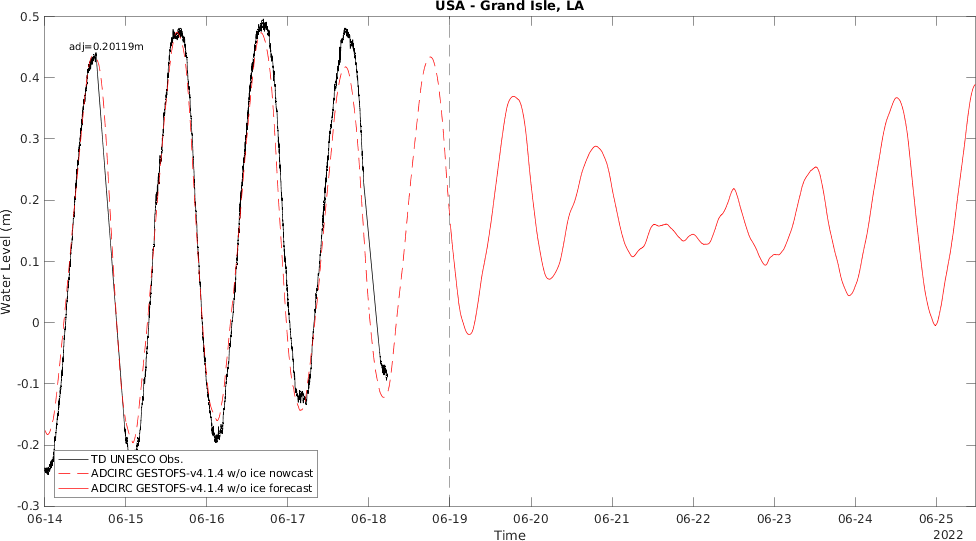 USA - Grand Isle, LA
0.5
adj=0.20119m
0.4
0.3
0.2
0.1
0
-0.1
-0.2
-0.3
Water Level (m)
TD UNESCO Obs.
ADCIRC GESTOFS-v4.1.4 w/o ice nowcast
ADCIRC GESTOFS-v4.1.4 w/o ice forecast
06-14 06-15 06-16 06-17 06-18 06-19 06-20 06-21 06-22 06-23 06-24 06-25
Time
2022